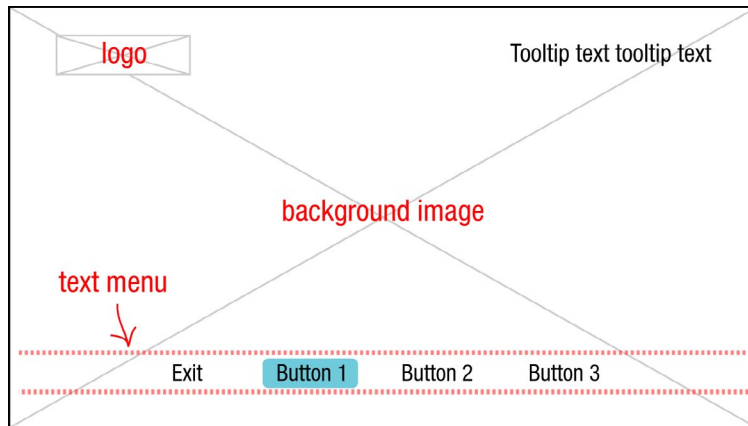 logo
Tooltip text tooltip text
background image
text menu
Exit Button 1 Button 2 Button 3